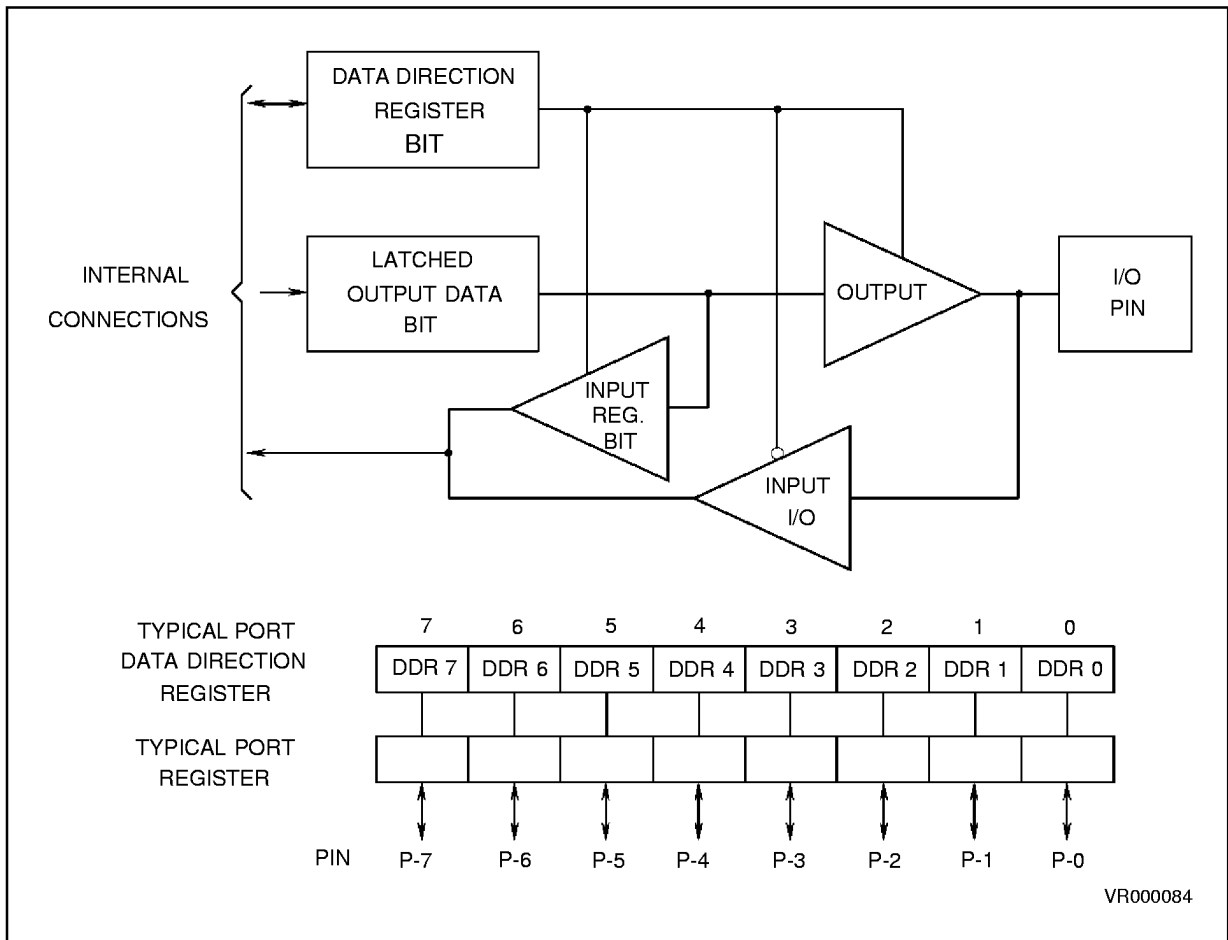 DATA DIRECTION
REGISTER
BIT
LATCHED
OUTPUT DATA
BIT
INTERNAL
CONNECTIONS
OUTPUT
I/O
PIN
INPUT
REG.
BIT
INPUT
I/O
TYPICAL PORT
DATA DIRECTION
REGISTER
7 6 5 4 3 2 1 0
DDR 7 DDR 6 DDR 5 DDR 4 DDR 3 DDR 2 DDR 1 DDR 0
TYPICAL PORT
REGISTER
PIN P-7 P-6 P-5 P-4 P-3 P-2 P-1 P-0
VR000084